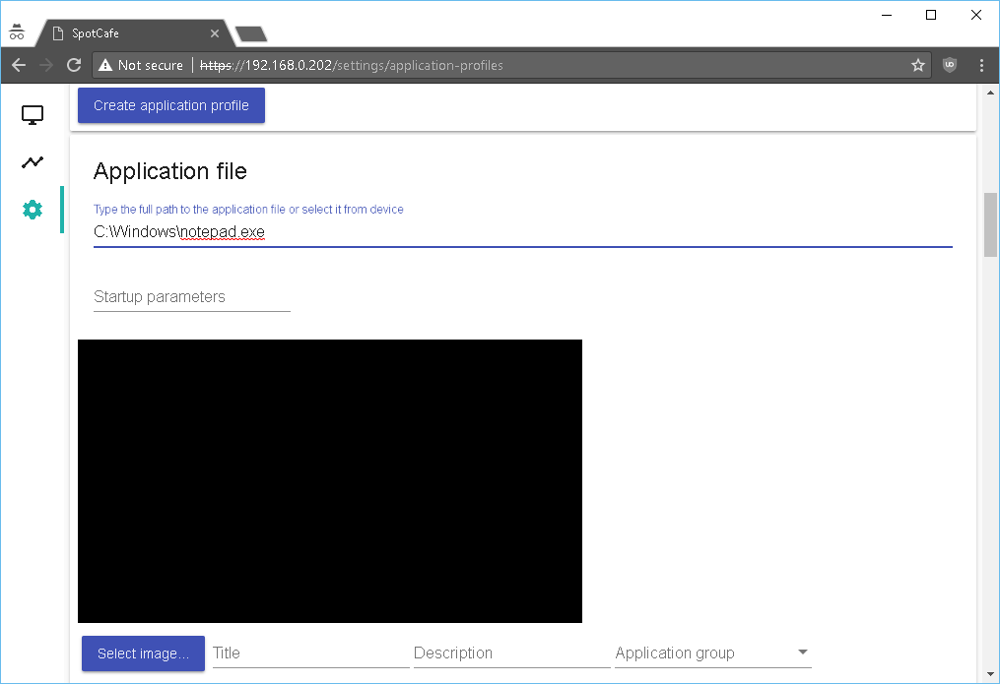 SpotCafe
Not secure | https://192.168.0.202/settings/application-profiles
Create application profile
Application file
Type the full path to the application file or select it from device
C:\Windows\notepad.exe
Startup parameters
Select image... Title Description Application group